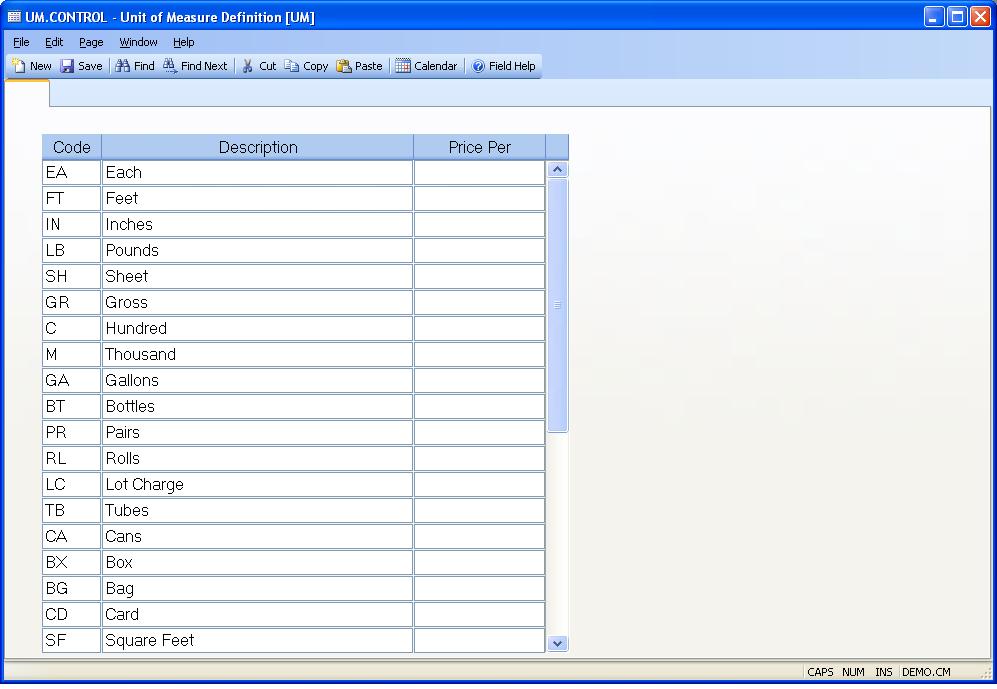 UM.CONTROL - Unit of Measure Definition [UM]
File Edit Page Window Help
New Save Find Find Next Cut Copy Paste Calendar Field Help
Code Description Price Per
EA Each
FT Feet
IN Inches
LB Pounds
SH Sheet
GR Gross
C Hundred
M Thousand
GA Gallons
BT Bottles
PR Pairs
RL Rolls
LC Lot Charge
TB Tubes
CA Cans
BX Box
BG Bag
CD Card
SF Square Feet
CAPS NUM INS DEMO.CM